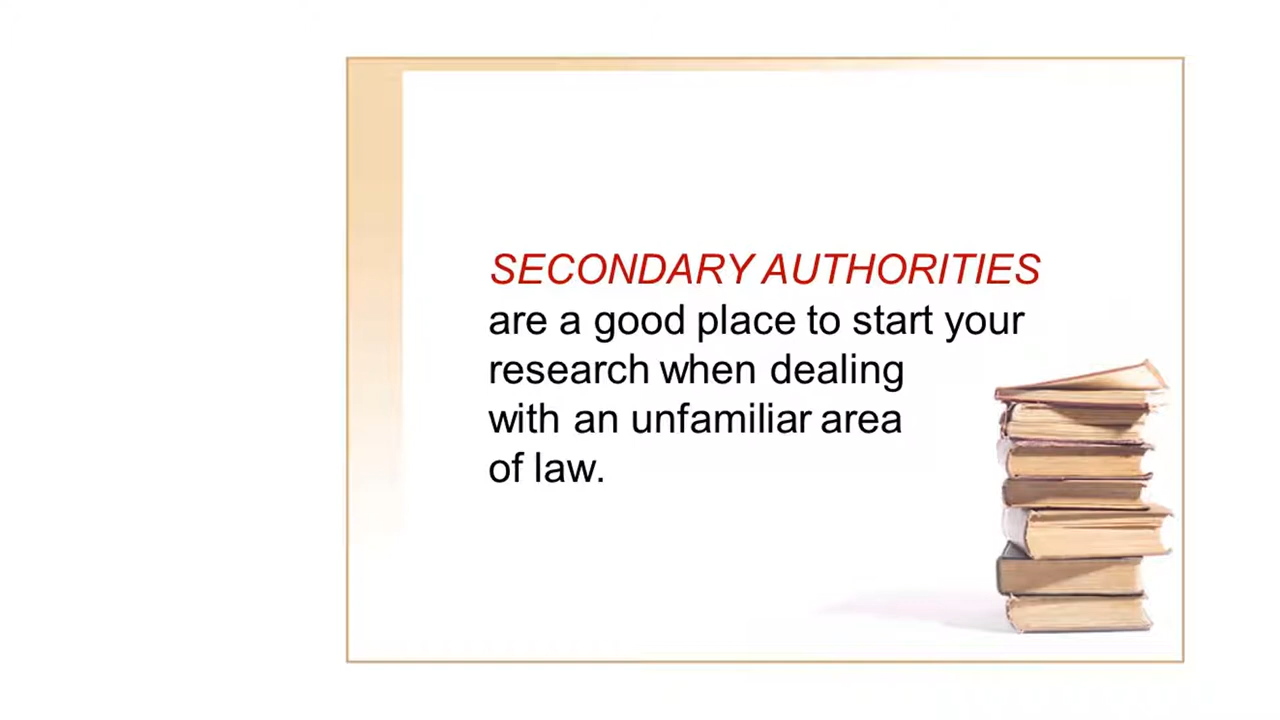 SECONDARY AUTHORITIES
are a good place to start your
research when dealing
with an unfamiliar area
of law.